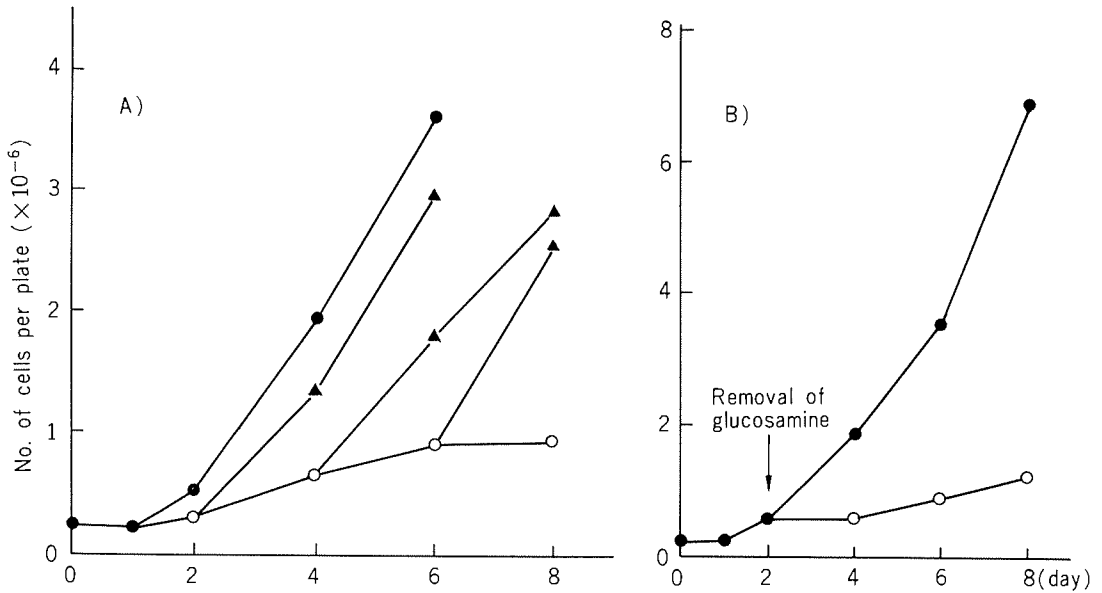 No. of cells per plate (×10⁻⁶)
A)
4
3
2
1
0
0 2 4 6 8
B)
8
6
4
2
0
Removal of
glucosamine
0 2 4 6 8(day)